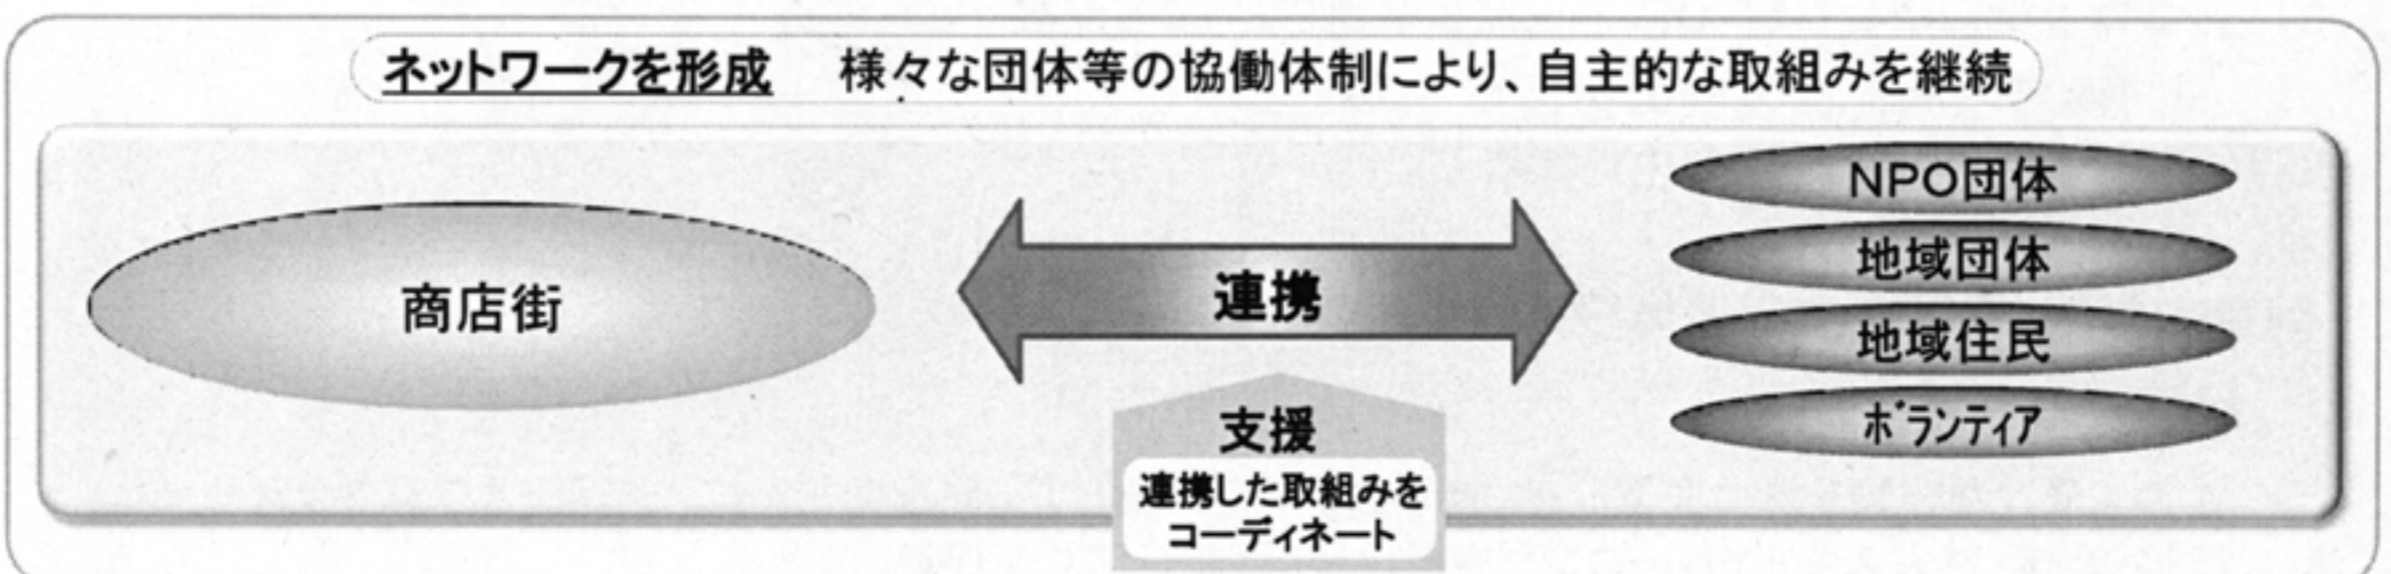 ネットワークを形成　様々な団体等の協働体制により、自主的な取組みを継続
商店街
連携
NPO団体
地域団体
地域住民
ﾎﾞランティア
支援
連携した取組みを
コーディネート